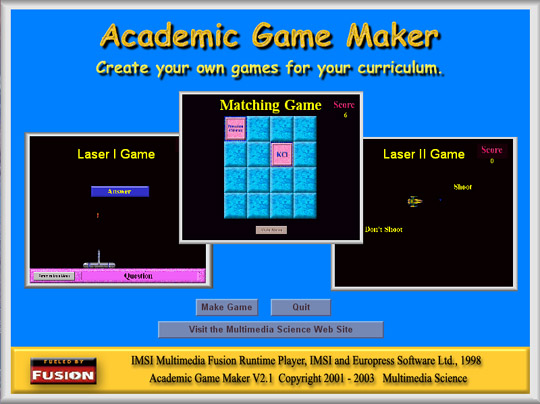 Academic Game Maker
Create your own games for your curriculum.
Matching Game
Score
6
KCl
Laser I Game
Answer
Question
Laser II Game
Score
0
Shoot
Don't Shoot
Make Game
Quit
Visit the Multimedia Science Web Site
FUELED BY
FUSION
IMSI Multimedia Fusion Runtime Player, IMSI and Europress Software Ltd., 1998
Academic Game Maker V2.1 Copyright 2001 - 2003 Multimedia Science